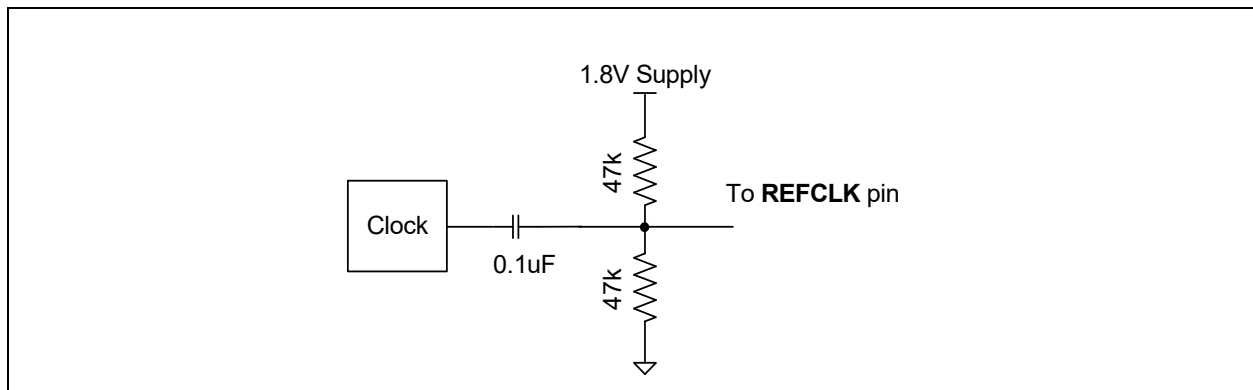 1.8V Supply
47k
To REFCLK pin
Clock
0.1uF
47k